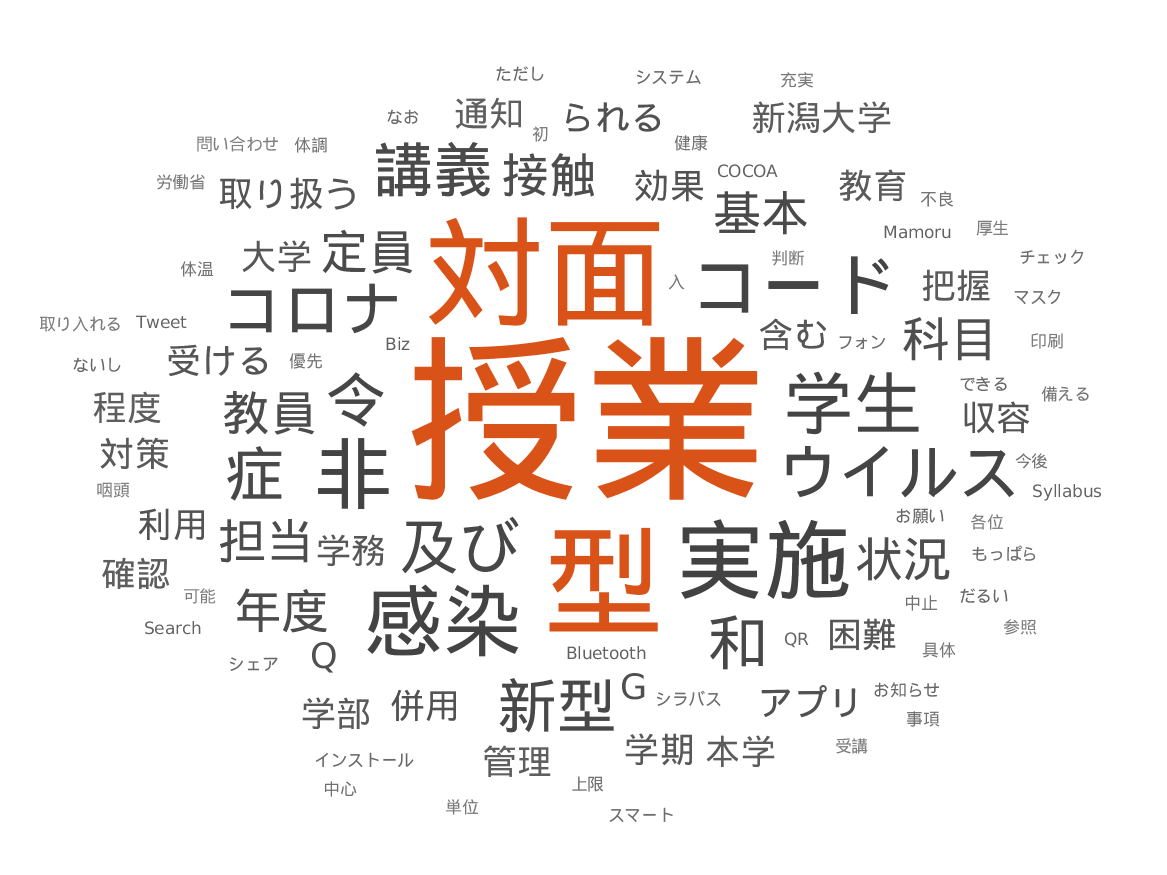 ただし
システム
充実
なお
通知
初
られる
新潟大学
問い合わせ
体調
講義
接触
健康
労働省
取り扱う
効果
COCOA
基本
教育
不良
Mamoru
厚生
体温
大学
定員
対面
入
コード
判断
把握
チェック
マスク
取り入れる
Tweet
コロナ
Biz
含む
フォン
科目
印刷
ないし
受ける
優先
授業
程度
教員
令
学生
できる
収容
備える
対策
咽頭
症
非
ウイルス
今後
Syllabus
利用
担当
学務
及び
型
実施
状況
お願い
各位
もっぱら
確認
可能
年度
感染
中止
だるい
Search
シェア
Q
Bluetooth
和
QR
困難
参照
具体
学部
併用
新型
G
シラバス
アプリ
お知らせ
事項
インストール
中心
管理
学期
本学
受講
単位
上限
スマート